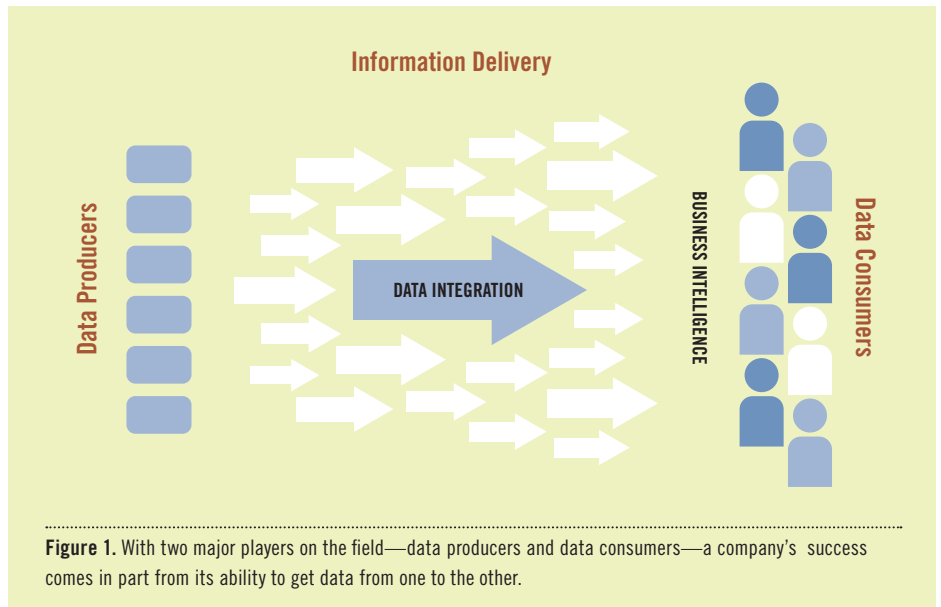 Information Delivery
Data Producers
DATA INTEGRATION
BUSINESS INTELLIGENCE
Data Consumers
Figure 1. With two major players on the field—data producers and data consumers—a company’s success
comes in part from its ability to get data from one to the other.